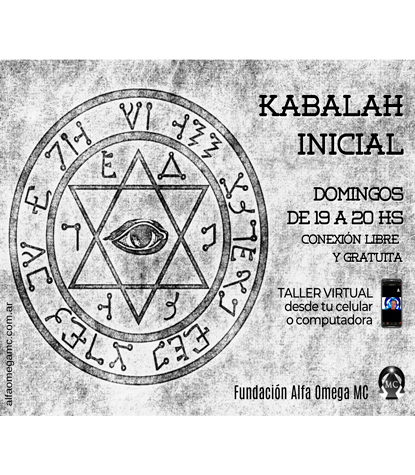 KABALAH
INICIAL
DOMINGOS
DE 19 A 20 HS
CONEXIÓN LIBRE
Y GRATUITA
TALLER VIRTUAL
desde tu celular
o computadora
Fundación Alfa Omega MC
MC
alfaomegamc.com.ar